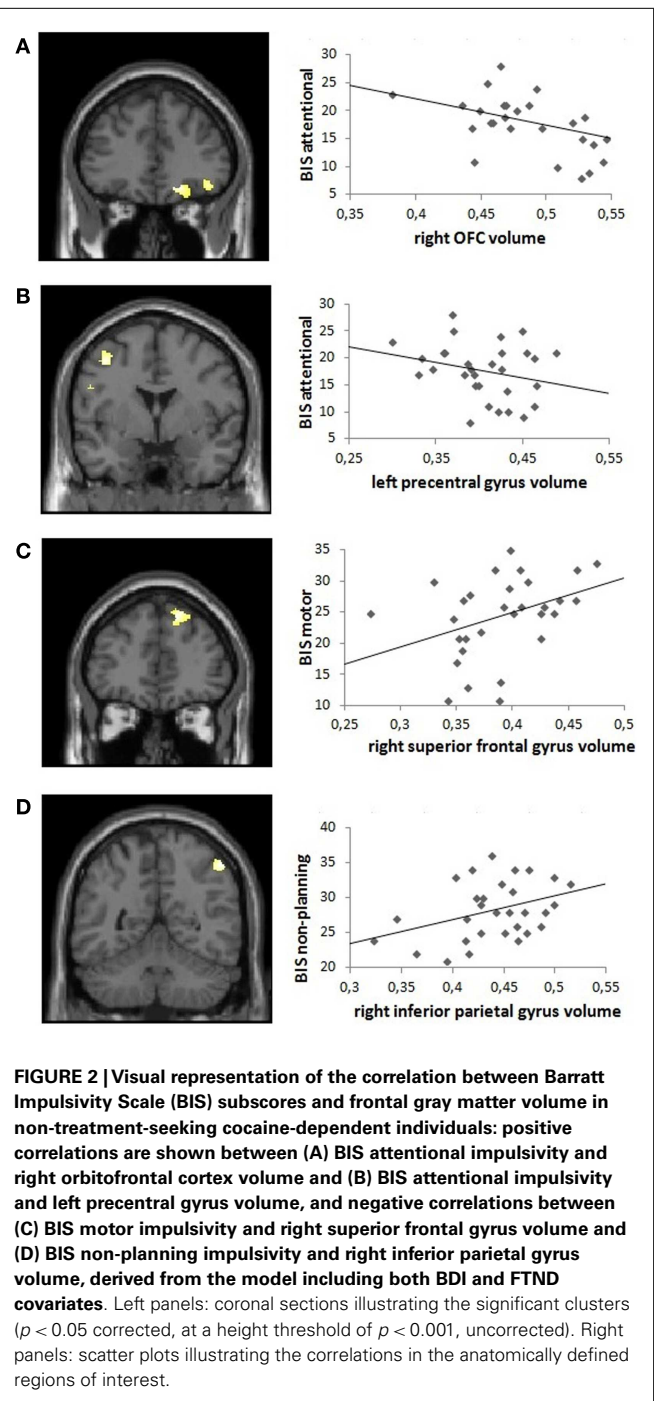 A
30
25
20
15
10
5
BIS attentional
0,35 0,4 0,45 0,5 0,55
right OFC volume
B
30
25
20
15
10
5
BIS attentional
0,25 0,35 0,45 0,55
left precentral gyrus volume
C
35
30
25
20
15
10
BIS motor
0,25 0,3 0,35 0,4 0,45 0,5
right superior frontal gyrus volume
D
40
35
30
25
20
BIS non-planning
0,3 0,35 0,4 0,45 0,5 0,55
right inferior parietal gyrus volume
FIGURE 2 | Visual representation of the correlation between Barratt
Impulsivity Scale (BIS) subscores and frontal gray matter volume in
non-treatment-seeking cocaine-dependent individuals: positive
correlations are shown between (A) BIS attentional impulsivity and
right orbitofrontal cortex volume and (B) BIS attentional impulsivity
and left precentral gyrus volume, and negative correlations between
(C) BIS motor impulsivity and right superior frontal gyrus volume and
(D) BIS non-planning impulsivity and right inferior parietal gyrus
volume, derived from the model including both BDI and FTND
covariates. Left panels: coronal sections illustrating the significant clusters
(p < 0.05 corrected, at a height threshold of p < 0.001, uncorrected). Right
panels: scatter plots illustrating the correlations in the anatomically defined
regions of interest.